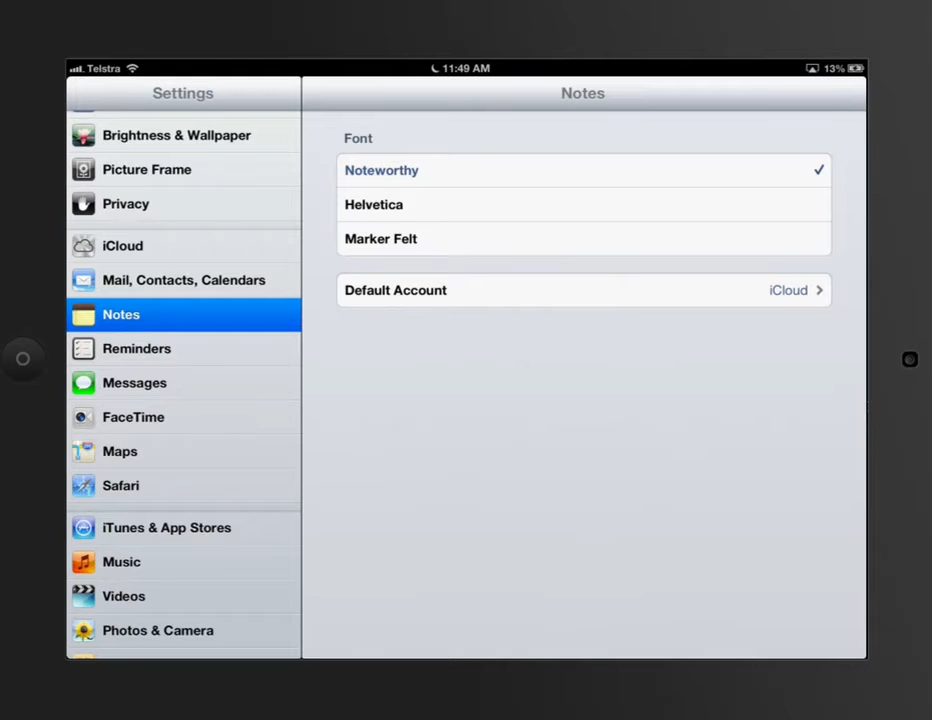 Telstra
11:49 AM
13%
Settings
Notes
Brightness & Wallpaper
Picture Frame
Privacy
iCloud
Mail, Contacts, Calendars
Notes
Reminders
Messages
FaceTime
Maps
Safari
iTunes & App Stores
Music
Videos
Photos & Camera
Font
Noteworthy
Helvetica
Marker Felt
Default Account iCloud